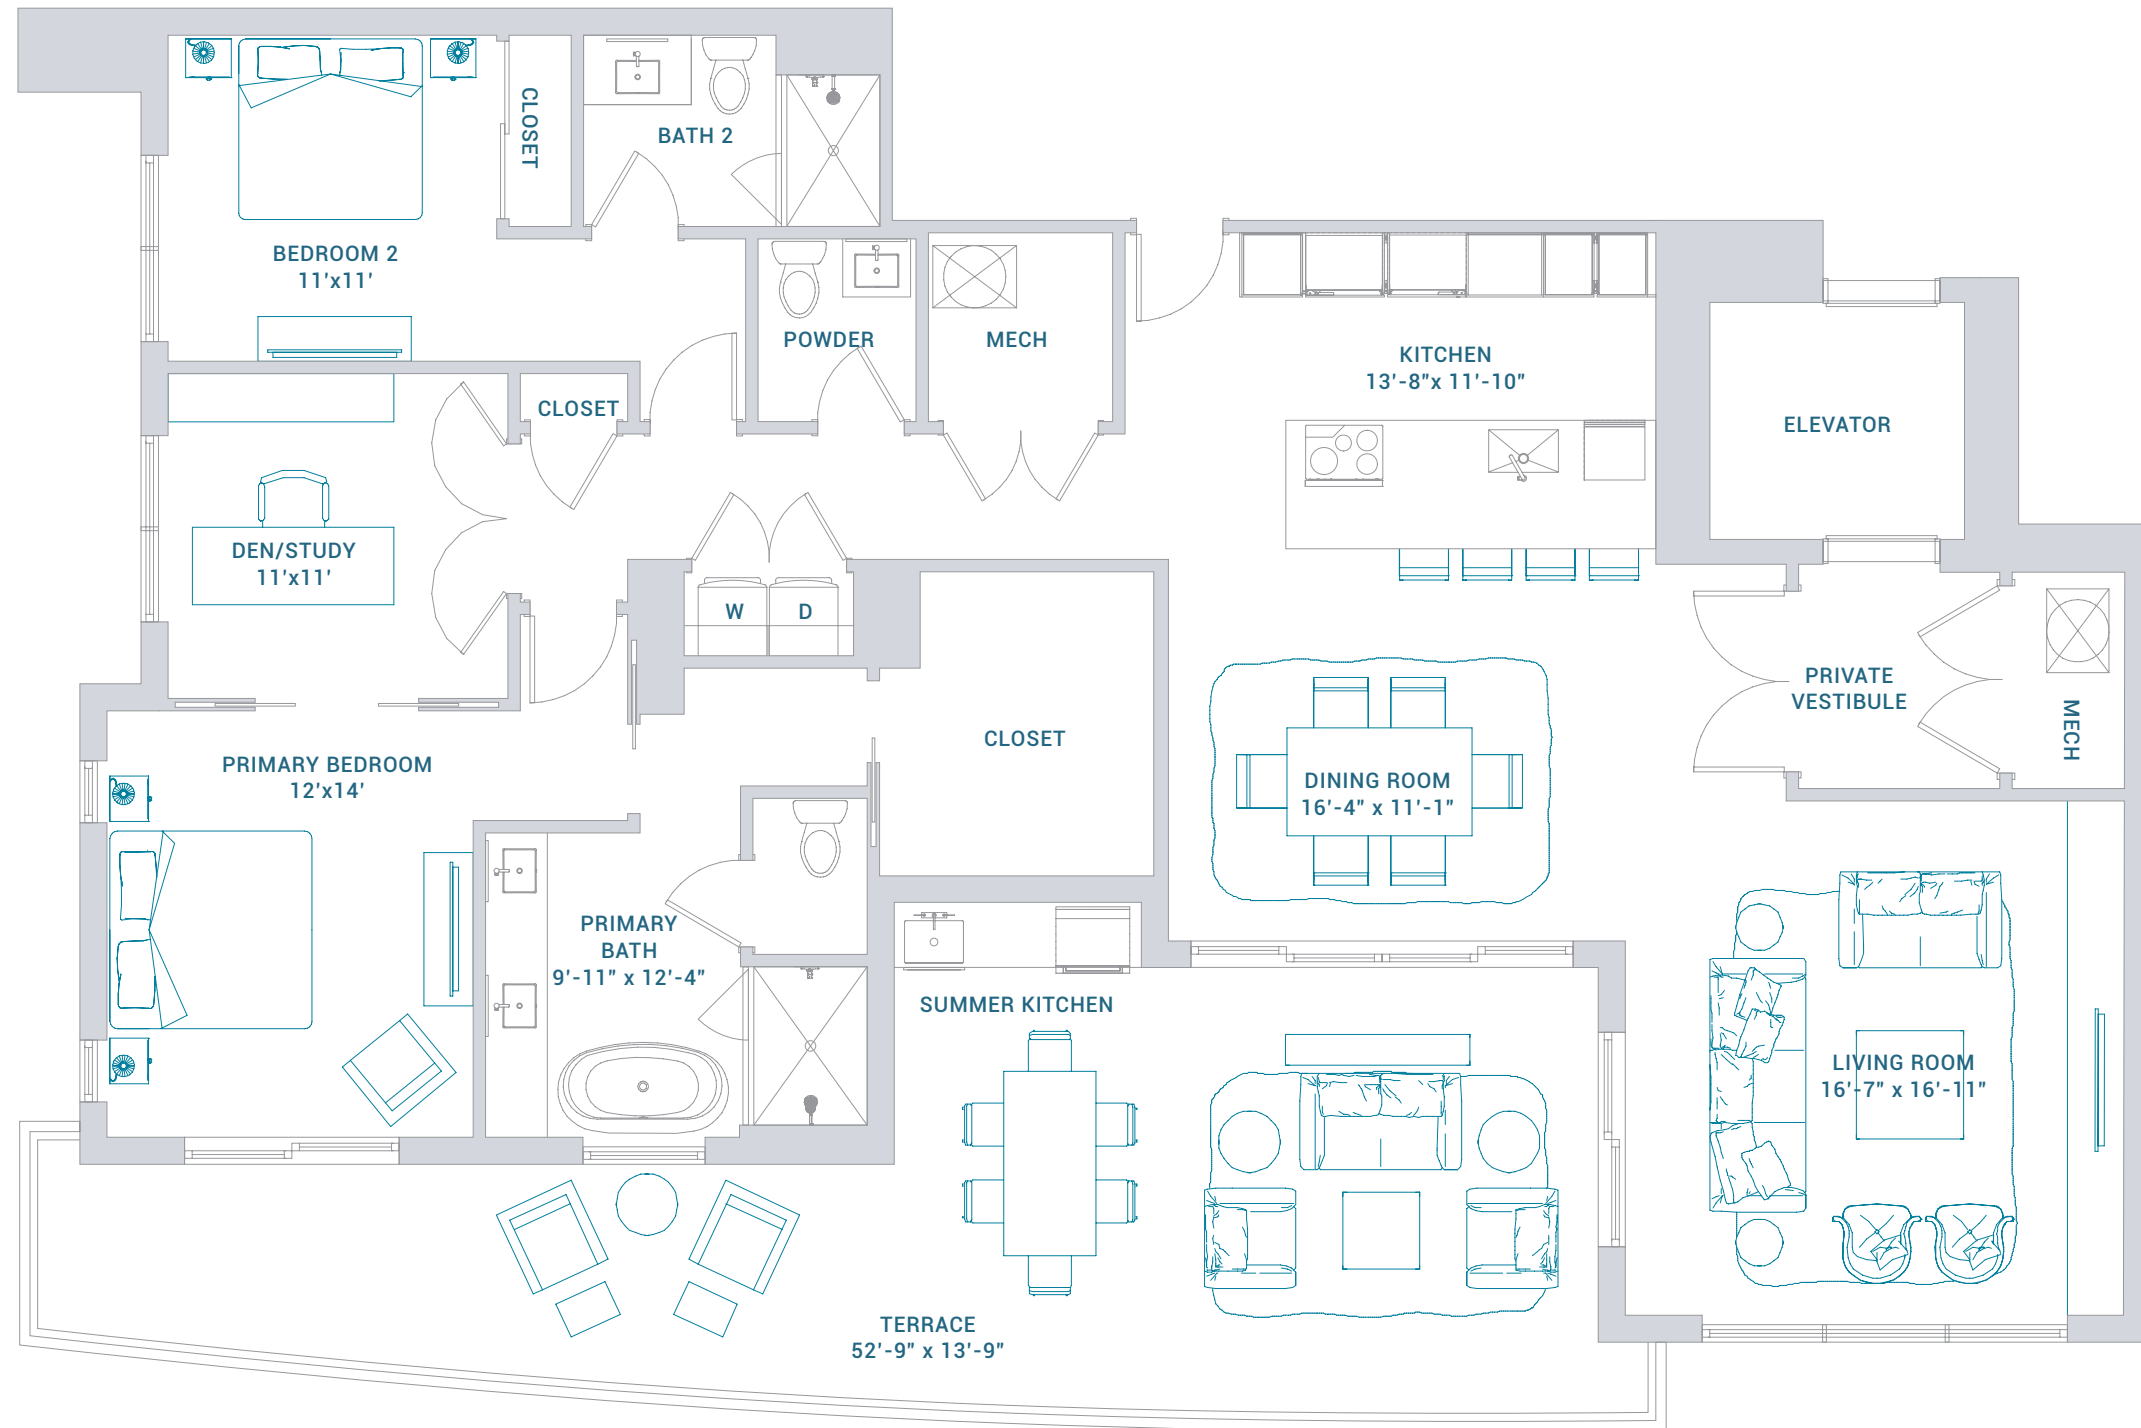 CLOSET
BATH 2
BEDROOM 2
11'x11'
POWDER
MECH
KITCHEN
13'-8"x 11'-10"
CLOSET
ELEVATOR
DEN/STUDY
11'x11'
W
D
PRIVATE
VESTIBULE
MECH
CLOSET
PRIMARY BEDROOM
12'x14'
DINING ROOM
16'-4" x 11'-1"
PRIMARY
BATH
9'-11" x 12'-4"
SUMMER KITCHEN
LIVING ROOM
16'-7" x 16'-11"
TERRACE
52'-9" x 13'-9"